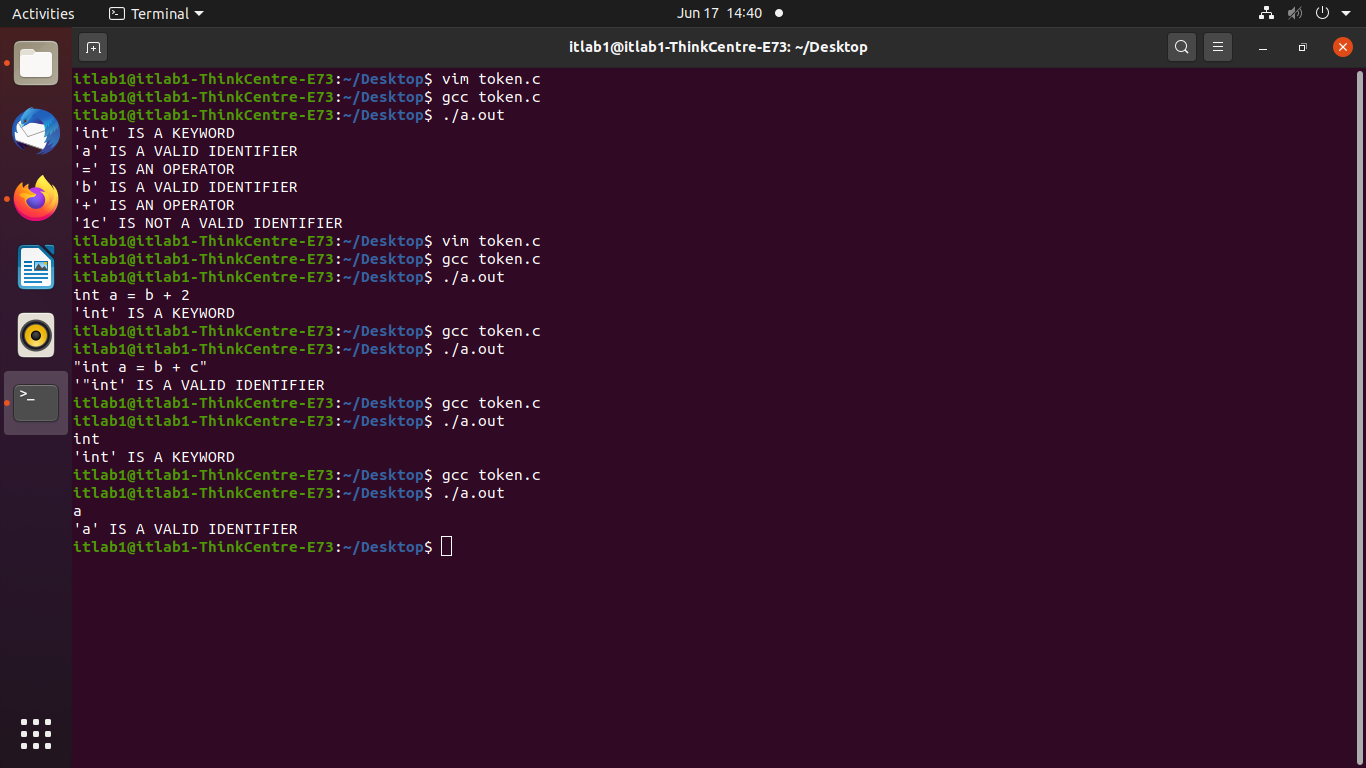 Activities Terminal Jun 17 14:40
itlab1@itlab1-ThinkCentre-E73: ~/Desktop
itlab1@itlab1-ThinkCentre-E73:~/Desktop$ vim token.c
itlab1@itlab1-ThinkCentre-E73:~/Desktop$ gcc token.c
itlab1@itlab1-ThinkCentre-E73:~/Desktop$ ./a.out
'int' IS A KEYWORD
'a' IS A VALID IDENTIFIER
'=' IS AN OPERATOR
'b' IS A VALID IDENTIFIER
'+' IS AN OPERATOR
'1c' IS NOT A VALID IDENTIFIER
itlab1@itlab1-ThinkCentre-E73:~/Desktop$ vim token.c
itlab1@itlab1-ThinkCentre-E73:~/Desktop$ gcc token.c
itlab1@itlab1-ThinkCentre-E73:~/Desktop$ ./a.out
int a = b + 2
'int' IS A KEYWORD
itlab1@itlab1-ThinkCentre-E73:~/Desktop$ gcc token.c
itlab1@itlab1-ThinkCentre-E73:~/Desktop$ ./a.out
"int a = b + c"
'"int' IS A VALID IDENTIFIER
itlab1@itlab1-ThinkCentre-E73:~/Desktop$ gcc token.c
itlab1@itlab1-ThinkCentre-E73:~/Desktop$ ./a.out
int
'int' IS A KEYWORD
itlab1@itlab1-ThinkCentre-E73:~/Desktop$ gcc token.c
itlab1@itlab1-ThinkCentre-E73:~/Desktop$ ./a.out
a
'a' IS A VALID IDENTIFIER
itlab1@itlab1-ThinkCentre-E73:~/Desktop$